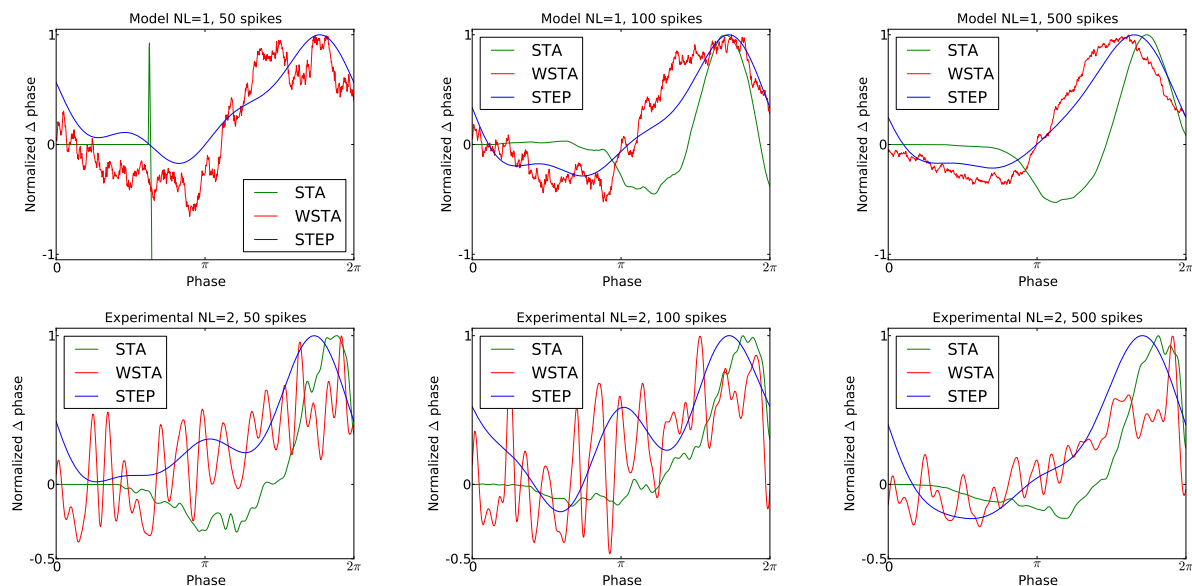 Model NL=1, 50 spikes
Normalized Δ phase
1
0
-1
STA
WSTA
STEP
0
π
2π
Phase
Model NL=1, 100 spikes
Normalized Δ phase
1
0
-1
STA
WSTA
STEP
0
π
2π
Phase
Model NL=1, 500 spikes
Normalized Δ phase
1
0
-1
STA
WSTA
STEP
0
π
2π
Phase
Experimental NL=2, 50 spikes
Normalized Δ phase
1
0
-0.5
STA
WSTA
STEP
0
π
2π
Phase
Experimental NL=2, 100 spikes
Normalized Δ phase
1
0
-0.5
STA
WSTA
STEP
0
π
2π
Phase
Experimental NL=2, 500 spikes
Normalized Δ phase
1
0
-0.5
STA
WSTA
STEP
0
π
2π
Phase